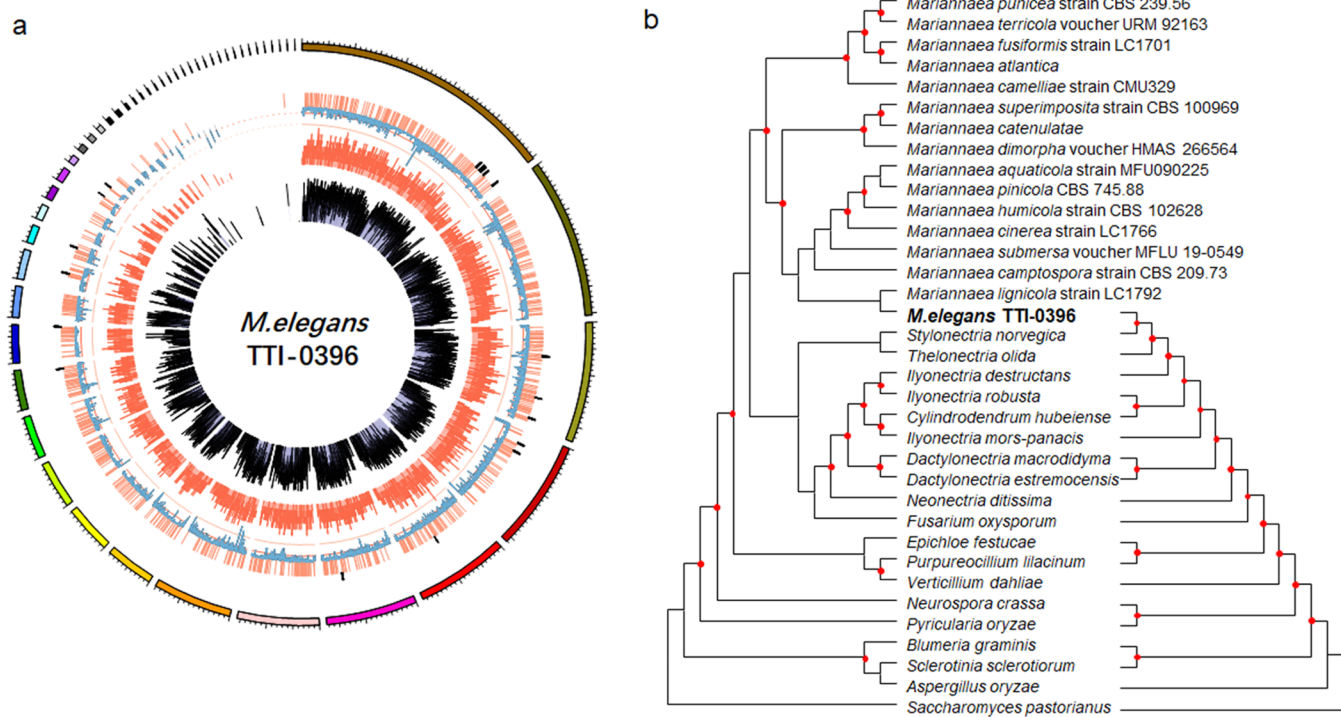 a
M.elegans
TTI-0396
b
Mariannaea punicea strain CBS 239.56
Mariannaea terricola voucher URM 92163
Mariannaea fusiformis strain LC1701
Mariannaea atlantica
Mariannaea camelliae strain CMU329
Mariannaea superimposita strain CBS 100969
Mariannaea catenulatae
Mariannaea dimorpha voucher HMAS 266564
Mariannaea aquaticola strain MFU090225
Mariannaea pinicola CBS 745.88
Mariannaea humicola strain CBS 102628
Mariannaea cinerea strain LC1766
Mariannaea submersa voucher MFLU 19-0549
Mariannaea camptospora strain CBS 209.73
Mariannaea lignicola strain LC1792
M.elegans TTI-0396
Stylonectria norvegica
Thelonectria olida
Ilyonectria destructans
Ilyonectria robusta
Cylindrodendrum hubeiense
Ilyonectria mors-panacis
Dactylonectria macrodidyma
Dactylonectria estremocensis
Neonectria ditissima
Fusarium oxysporum
Epichloe festucae
Purpureocillium lilacinum
Verticillium dahliae
Neurospora crassa
Pyricularia oryzae
Blumeria graminis
Sclerotinia sclerotiorum
Aspergillus oryzae
Saccharomyces pastorianus